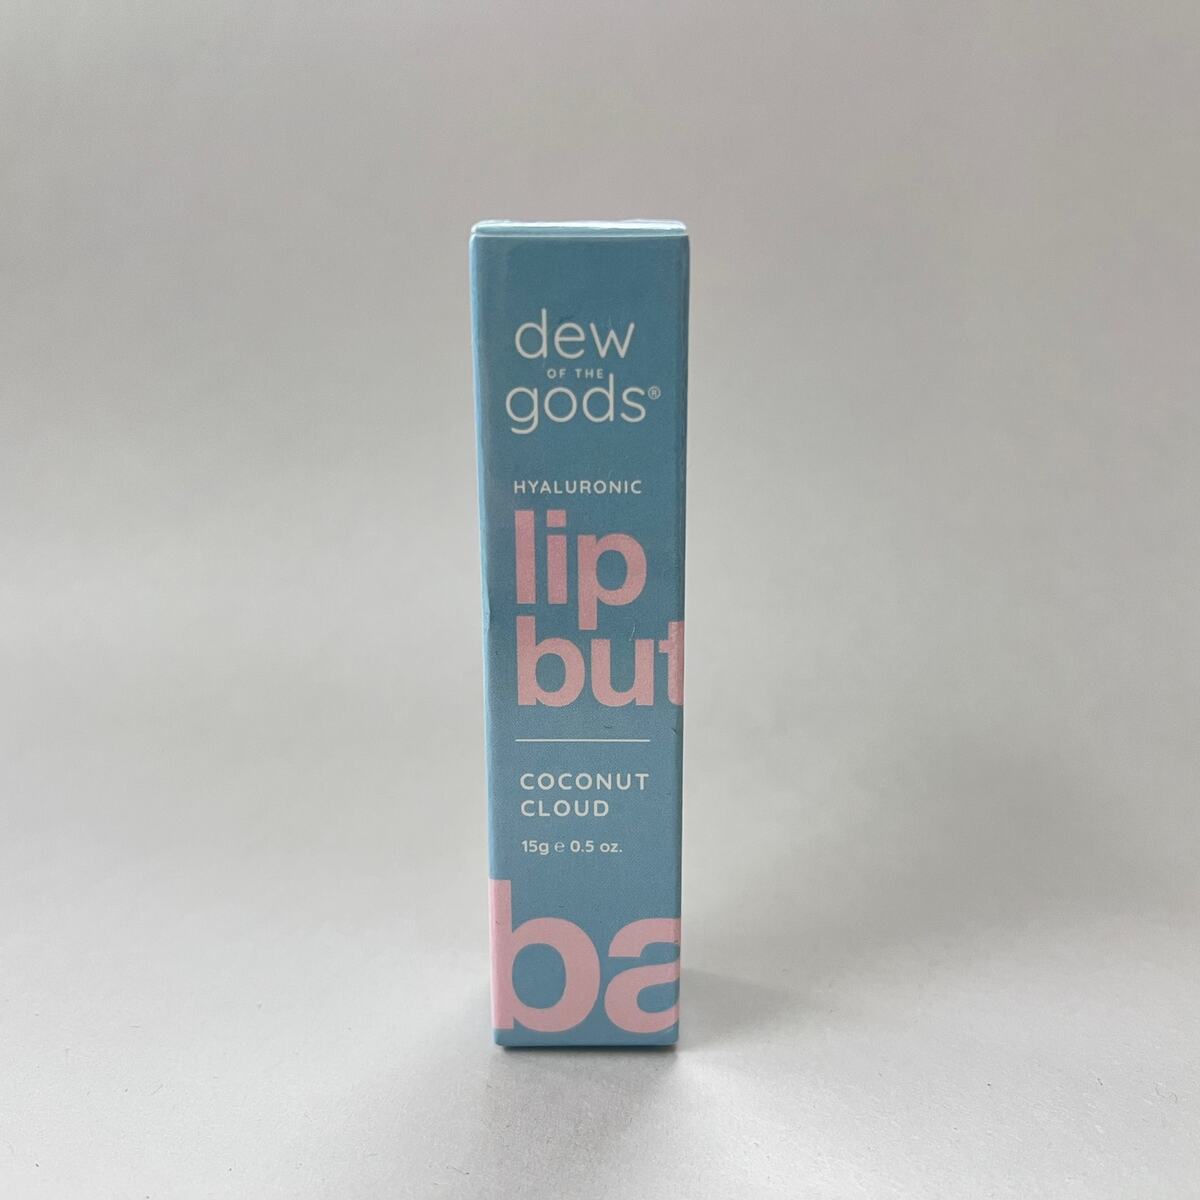 dew
OF THE
gods®
HYALURONIC
lip
but
COCONUT
CLOUD
15g ℮ 0.5 oz.
ba